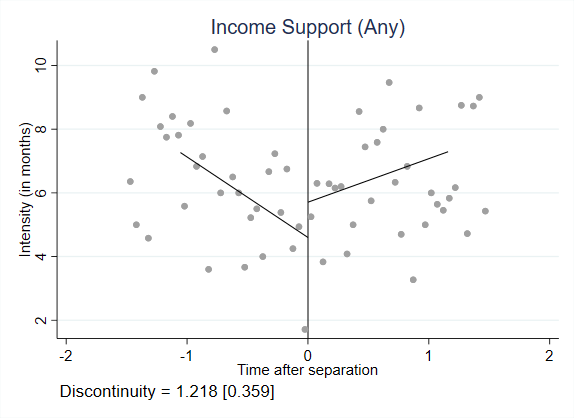 Income Support (Any)
Intensity (in months)
10
8
6
4
2
-2 -1 0 1 2
Time after separation
Discontinuity = 1.218 [0.359]